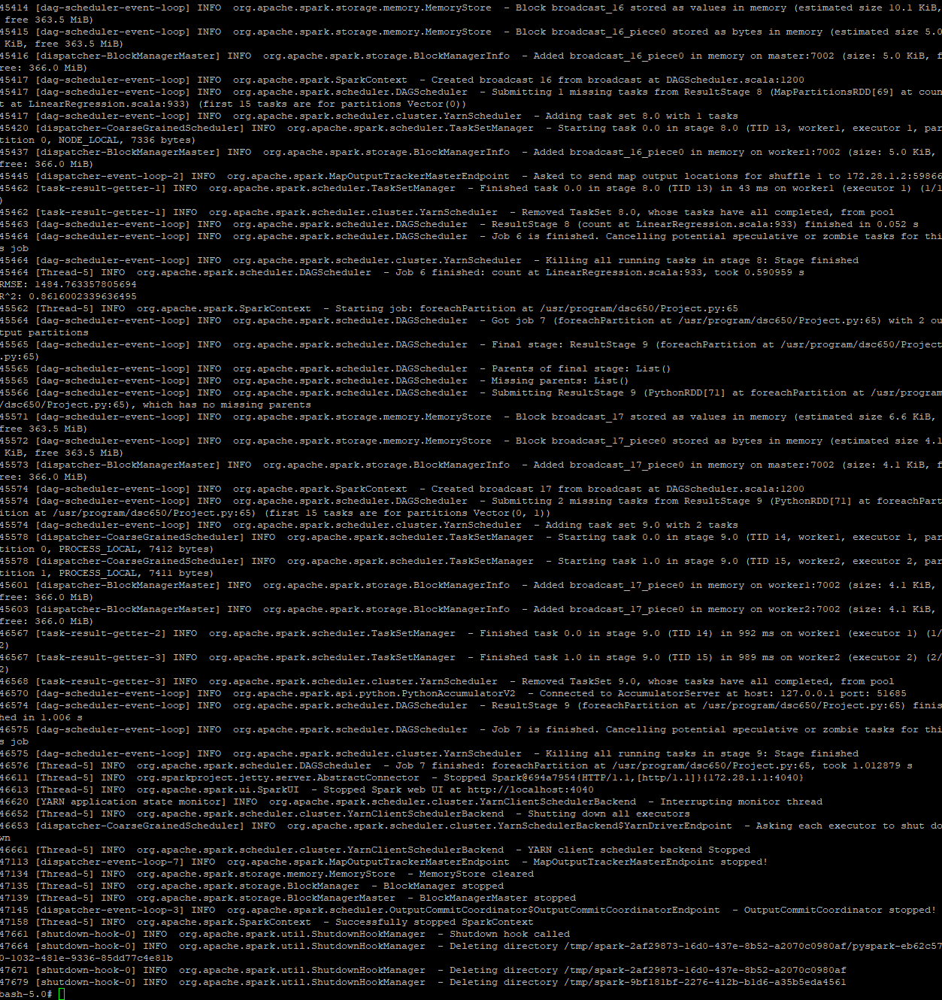 45414 [dag-scheduler-event-loop] INFO  org.apache.spark.storage.memory.MemoryStore  - Block broadcast_16 stored as values in memory (estimated size 10.1 KiB,
 free 363.5 MiB)
45415 [dag-scheduler-event-loop] INFO  org.apache.spark.storage.memory.MemoryStore  - Block broadcast_16_piece0 stored as bytes in memory (estimated size 5.0
 KiB, free 363.5 MiB)
45416 [dispatcher-BlockManagerMaster] INFO  org.apache.spark.storage.BlockManagerInfo  - Added broadcast_16_piece0 in memory on master:7002 (size: 5.0 KiB, f
ree: 366.0 MiB)
45417 [dag-scheduler-event-loop] INFO  org.apache.spark.SparkContext  - Created broadcast 16 from broadcast at DAGScheduler.scala:1200
45417 [dag-scheduler-event-loop] INFO  org.apache.spark.scheduler.DAGScheduler  - Submitting 1 missing tasks from ResultStage 8 (MapPartitionsRDD[69] at coun
t at LinearRegression.scala:933) (first 15 tasks are for partitions Vector(0))
45417 [dag-scheduler-event-loop] INFO  org.apache.spark.scheduler.cluster.YarnScheduler  - Adding task set 8.0 with 1 tasks
45420 [dispatcher-CoarseGrainedScheduler] INFO  org.apache.spark.scheduler.TaskSetManager  - Starting task 0.0 in stage 8.0 (TID 13, worker1, executor 1, par
tition 0, NODE_LOCAL, 7336 bytes)
45437 [dispatcher-BlockManagerMaster] INFO  org.apache.spark.storage.BlockManagerInfo  - Added broadcast_16_piece0 in memory on worker1:7002 (size: 5.0 KiB,
free: 366.0 MiB)
45445 [dispatcher-event-loop-2] INFO  org.apache.spark.MapOutputTrackerMasterEndpoint  - Asked to send map output locations for shuffle 1 to 172.28.1.2:59866
45462 [task-result-getter-1] INFO  org.apache.spark.scheduler.TaskSetManager  - Finished task 0.0 in stage 8.0 (TID 13) in 43 ms on worker1 (executor 1) (1/1
)
45462 [task-result-getter-1] INFO  org.apache.spark.scheduler.cluster.YarnScheduler  - Removed TaskSet 8.0, whose tasks have all completed, from pool
45463 [dag-scheduler-event-loop] INFO  org.apache.spark.scheduler.DAGScheduler  - ResultStage 8 (count at LinearRegression.scala:933) finished in 0.052 s
45464 [dag-scheduler-event-loop] INFO  org.apache.spark.scheduler.DAGScheduler  - Job 6 is finished. Cancelling potential speculative or zombie tasks for thi
s job
45464 [dag-scheduler-event-loop] INFO  org.apache.spark.scheduler.cluster.YarnScheduler  - Killing all running tasks in stage 8: Stage finished
45464 [Thread-5] INFO  org.apache.spark.scheduler.DAGScheduler  - Job 6 finished: count at LinearRegression.scala:933, took 0.590959 s
RMSE: 1484.763357805694
R^2: 0.8616002339636495
45562 [Thread-5] INFO  org.apache.spark.SparkContext  - Starting job: foreachPartition at /usr/program/dsc650/Project.py:65
45564 [dag-scheduler-event-loop] INFO  org.apache.spark.scheduler.DAGScheduler  - Got job 7 (foreachPartition at /usr/program/dsc650/Project.py:65) with 2 ou
tput partitions
45565 [dag-scheduler-event-loop] INFO  org.apache.spark.scheduler.DAGScheduler  - Final stage: ResultStage 9 (foreachPartition at /usr/program/dsc650/Project
.py:65)
45565 [dag-scheduler-event-loop] INFO  org.apache.spark.scheduler.DAGScheduler  - Parents of final stage: List()
45565 [dag-scheduler-event-loop] INFO  org.apache.spark.scheduler.DAGScheduler  - Missing parents: List()
45566 [dag-scheduler-event-loop] INFO  org.apache.spark.scheduler.DAGScheduler  - Submitting ResultStage 9 (PythonRDD[71] at foreachPartition at /usr/program
/dsc650/Project.py:65), which has no missing parents
45571 [dag-scheduler-event-loop] INFO  org.apache.spark.storage.memory.MemoryStore  - Block broadcast_17 stored as values in memory (estimated size 6.6 KiB,
free 363.5 MiB)
45572 [dag-scheduler-event-loop] INFO  org.apache.spark.storage.memory.MemoryStore  - Block broadcast_17_piece0 stored as bytes in memory (estimated size 4.1
 KiB, free 363.5 MiB)
45573 [dispatcher-BlockManagerMaster] INFO  org.apache.spark.storage.BlockManagerInfo  - Added broadcast_17_piece0 in memory on master:7002 (size: 4.1 KiB, f
ree: 366.0 MiB)
45574 [dag-scheduler-event-loop] INFO  org.apache.spark.SparkContext  - Created broadcast 17 from broadcast at DAGScheduler.scala:1200
45574 [dag-scheduler-event-loop] INFO  org.apache.spark.scheduler.DAGScheduler  - Submitting 2 missing tasks from ResultStage 9 (PythonRDD[71] at foreachPart
ition at /usr/program/dsc650/Project.py:65) (first 15 tasks are for partitions Vector(0, 1))
45574 [dag-scheduler-event-loop] INFO  org.apache.spark.scheduler.cluster.YarnScheduler  - Adding task set 9.0 with 2 tasks
45578 [dispatcher-CoarseGrainedScheduler] INFO  org.apache.spark.scheduler.TaskSetManager  - Starting task 0.0 in stage 9.0 (TID 14, worker1, executor 1, par
tition 0, PROCESS_LOCAL, 7412 bytes)
45578 [dispatcher-CoarseGrainedScheduler] INFO  org.apache.spark.scheduler.TaskSetManager  - Starting task 1.0 in stage 9.0 (TID 15, worker2, executor 2, par
tition 1, PROCESS_LOCAL, 7411 bytes)
45601 [dispatcher-BlockManagerMaster] INFO  org.apache.spark.storage.BlockManagerInfo  - Added broadcast_17_piece0 in memory on worker1:7002 (size: 4.1 KiB,
free: 366.0 MiB)
45603 [dispatcher-BlockManagerMaster] INFO  org.apache.spark.storage.BlockManagerInfo  - Added broadcast_17_piece0 in memory on worker2:7002 (size: 4.1 KiB,
free: 366.0 MiB)
46567 [task-result-getter-2] INFO  org.apache.spark.scheduler.TaskSetManager  - Finished task 0.0 in stage 9.0 (TID 14) in 992 ms on worker1 (executor 1) (1/
2)
46567 [task-result-getter-3] INFO  org.apache.spark.scheduler.TaskSetManager  - Finished task 1.0 in stage 9.0 (TID 15) in 989 ms on worker2 (executor 2) (2/
2)
46568 [task-result-getter-3] INFO  org.apache.spark.scheduler.cluster.YarnScheduler  - Removed TaskSet 9.0, whose tasks have all completed, from pool
46570 [dag-scheduler-event-loop] INFO  org.apache.spark.api.python.PythonAccumulatorV2  - Connected to AccumulatorServer at host: 127.0.0.1 port: 51685
46574 [dag-scheduler-event-loop] INFO  org.apache.spark.scheduler.DAGScheduler  - ResultStage 9 (foreachPartition at /usr/program/dsc650/Project.py:65) finis
hed in 1.006 s
46575 [dag-scheduler-event-loop] INFO  org.apache.spark.scheduler.DAGScheduler  - Job 7 is finished. Cancelling potential speculative or zombie tasks for thi
s job
46575 [dag-scheduler-event-loop] INFO  org.apache.spark.scheduler.cluster.YarnScheduler  - Killing all running tasks in stage 9: Stage finished
46576 [Thread-5] INFO  org.apache.spark.scheduler.DAGScheduler  - Job 7 finished: foreachPartition at /usr/program/dsc650/Project.py:65, took 1.012879 s
46611 [Thread-5] INFO  org.sparkproject.jetty.server.AbstractConnector  - Stopped Spark@694a7954{HTTP/1.1,[http/1.1]}{172.28.1.1:4040}
46613 [Thread-5] INFO  org.apache.spark.ui.SparkUI  - Stopped Spark web UI at http://localhost:4040
46620 [YARN application state monitor] INFO  org.apache.spark.scheduler.cluster.YarnClientSchedulerBackend  - Interrupting monitor thread
46652 [Thread-5] INFO  org.apache.spark.scheduler.cluster.YarnClientSchedulerBackend  - Shutting down all executors
46653 [dispatcher-CoarseGrainedScheduler] INFO  org.apache.spark.scheduler.cluster.YarnSchedulerBackend$YarnDriverEndpoint  - Asking each executor to shut do
wn
46661 [Thread-5] INFO  org.apache.spark.scheduler.cluster.YarnClientSchedulerBackend  - YARN client scheduler backend Stopped
47113 [dispatcher-event-loop-7] INFO  org.apache.spark.MapOutputTrackerMasterEndpoint  - MapOutputTrackerMasterEndpoint stopped!
47134 [Thread-5] INFO  org.apache.spark.storage.memory.MemoryStore  - MemoryStore cleared
47135 [Thread-5] INFO  org.apache.spark.storage.BlockManager  - BlockManager stopped
47139 [Thread-5] INFO  org.apache.spark.storage.BlockManagerMaster  - BlockManagerMaster stopped
47145 [dispatcher-event-loop-3] INFO  org.apache.spark.scheduler.OutputCommitCoordinator$OutputCommitCoordinatorEndpoint  - OutputCommitCoordinator stopped!
47158 [Thread-5] INFO  org.apache.spark.SparkContext  - Successfully stopped SparkContext
47661 [shutdown-hook-0] INFO  org.apache.spark.util.ShutdownHookManager  - Shutdown hook called
47664 [shutdown-hook-0] INFO  org.apache.spark.util.ShutdownHookManager  - Deleting directory /tmp/spark-2af29873-16d0-437e-8b52-a2070c0980af/pyspark-eb62c57
0-1032-481e-9336-85dd77c4e81b
47671 [shutdown-hook-0] INFO  org.apache.spark.util.ShutdownHookManager  - Deleting directory /tmp/spark-2af29873-16d0-437e-8b52-a2070c0980af
47679 [shutdown-hook-0] INFO  org.apache.spark.util.ShutdownHookManager  - Deleting directory /tmp/spark-9bf181bf-2276-412b-b1d6-a35b5eda4561
bash-5.0#